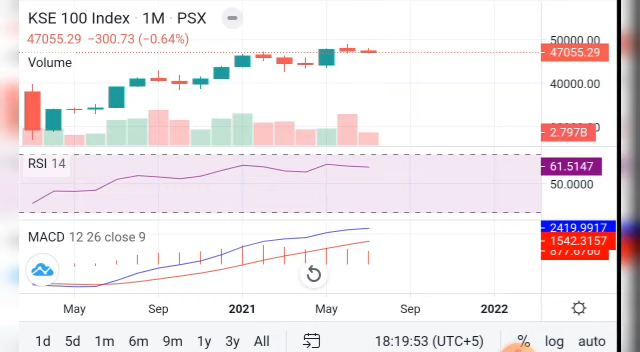 KSE 100 Index · 1M · PSX
47055.29 −300.73 (−0.64%)
Volume
50000.00
47055.29
40000.00
2.797B
RSI 14
61.5147
50.0000
MACD 12 26 close 9
2419.9917
1542.3157
877.6760
May Sep 2021 May Sep 2022
1d 5d 1m 6m 9m 1y 3y All 18:19:53 (UTC+5) % log auto